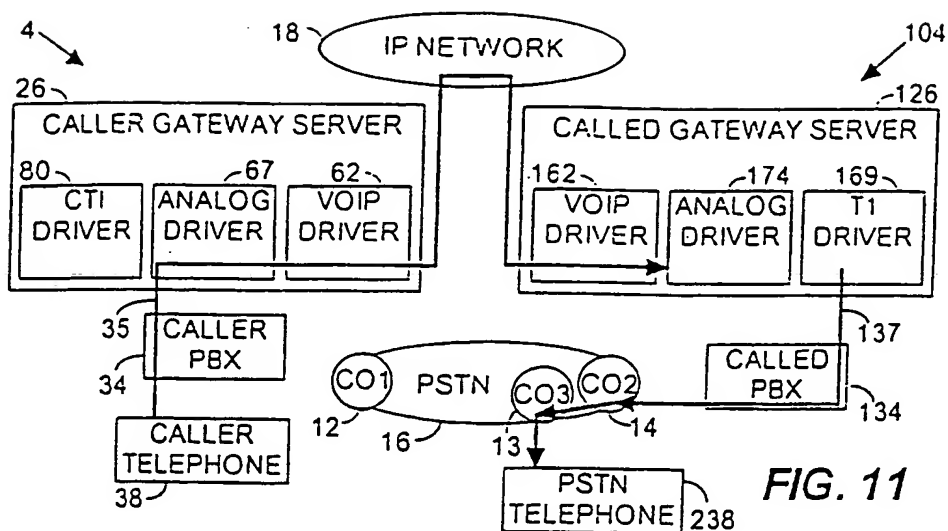 4
18
IP NETWORK
104
26
126
CALLER GATEWAY SERVER
CALLED GATEWAY SERVER
80
67
62
162
174
169
CTI
DRIVER
ANALOG
DRIVER
VOIP
DRIVER
VOIP
DRIVER
ANALOG
DRIVER
T1
DRIVER
35
137
CALLER
PBX
34
CO1
PSTN
CO3
CO2
CALLED
PBX
134
12
16
13
14
CALLER
TELEPHONE
38
PSTN
TELEPHONE
238
FIG. 11